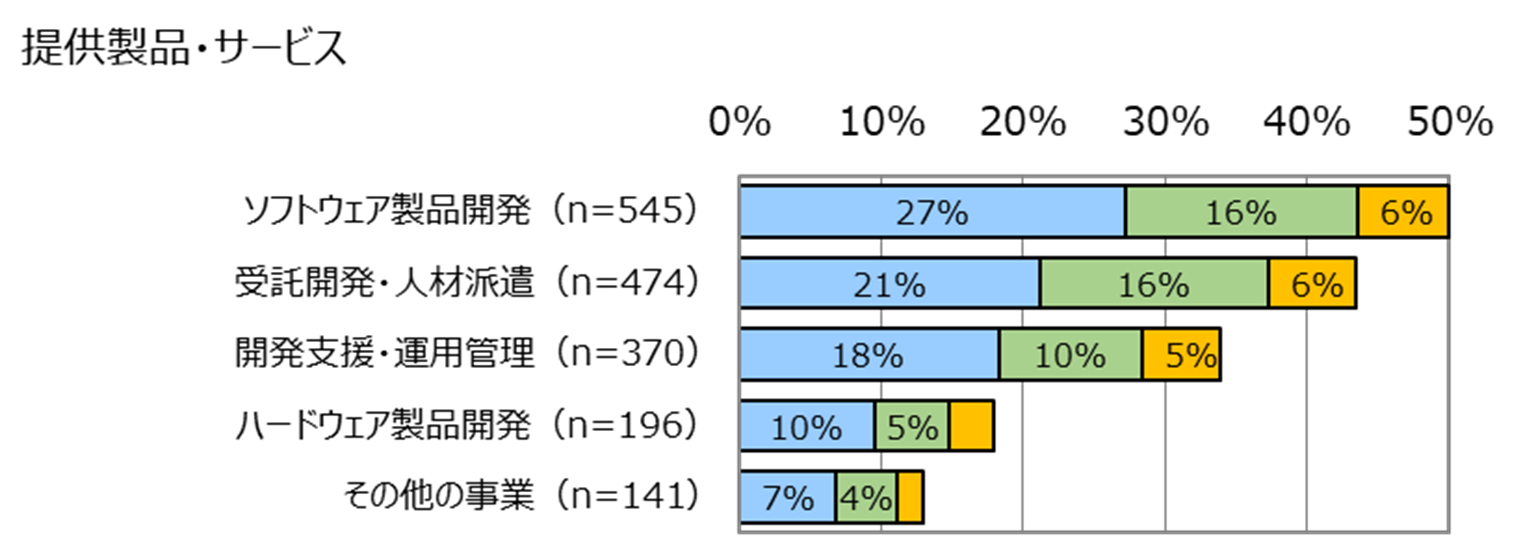 提供製品・サービス
0% 10% 20% 30% 40% 50%
ソフトウェア製品開発（n=545） 27% 16% 6%
受託開発・人材派遣（n=474） 21% 16% 6%
開発支援・運用管理（n=370） 18% 10% 5%
ハードウェア製品開発（n=196） 10% 5%
その他の事業（n=141） 7% 4%